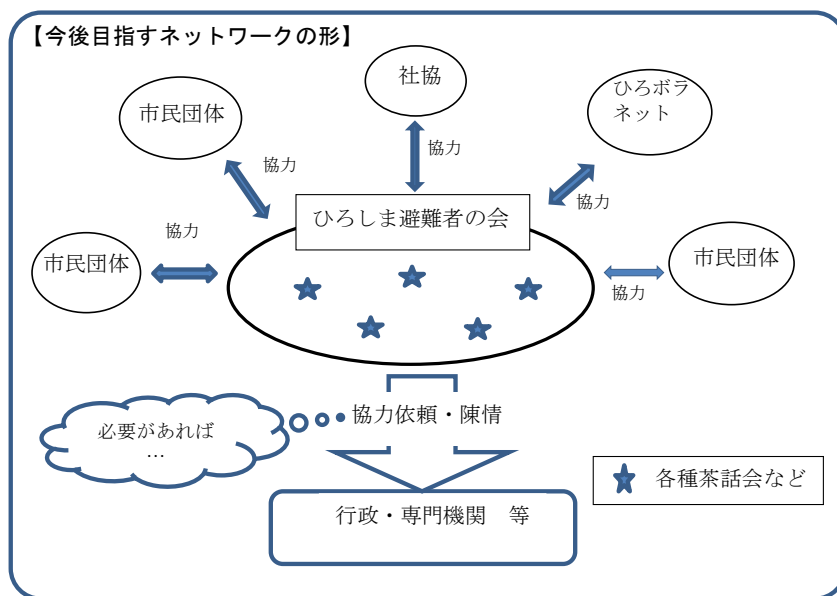 【今後目指すネットワークの形】
社協
市民団体
ひろボラ
ネット
協力
協力
協力
ひろしま避難者の会
市民団体
協力
市民団体
協力
協力依頼・陳情
必要があれば
…
各種茶話会など
行政・専門機関　等